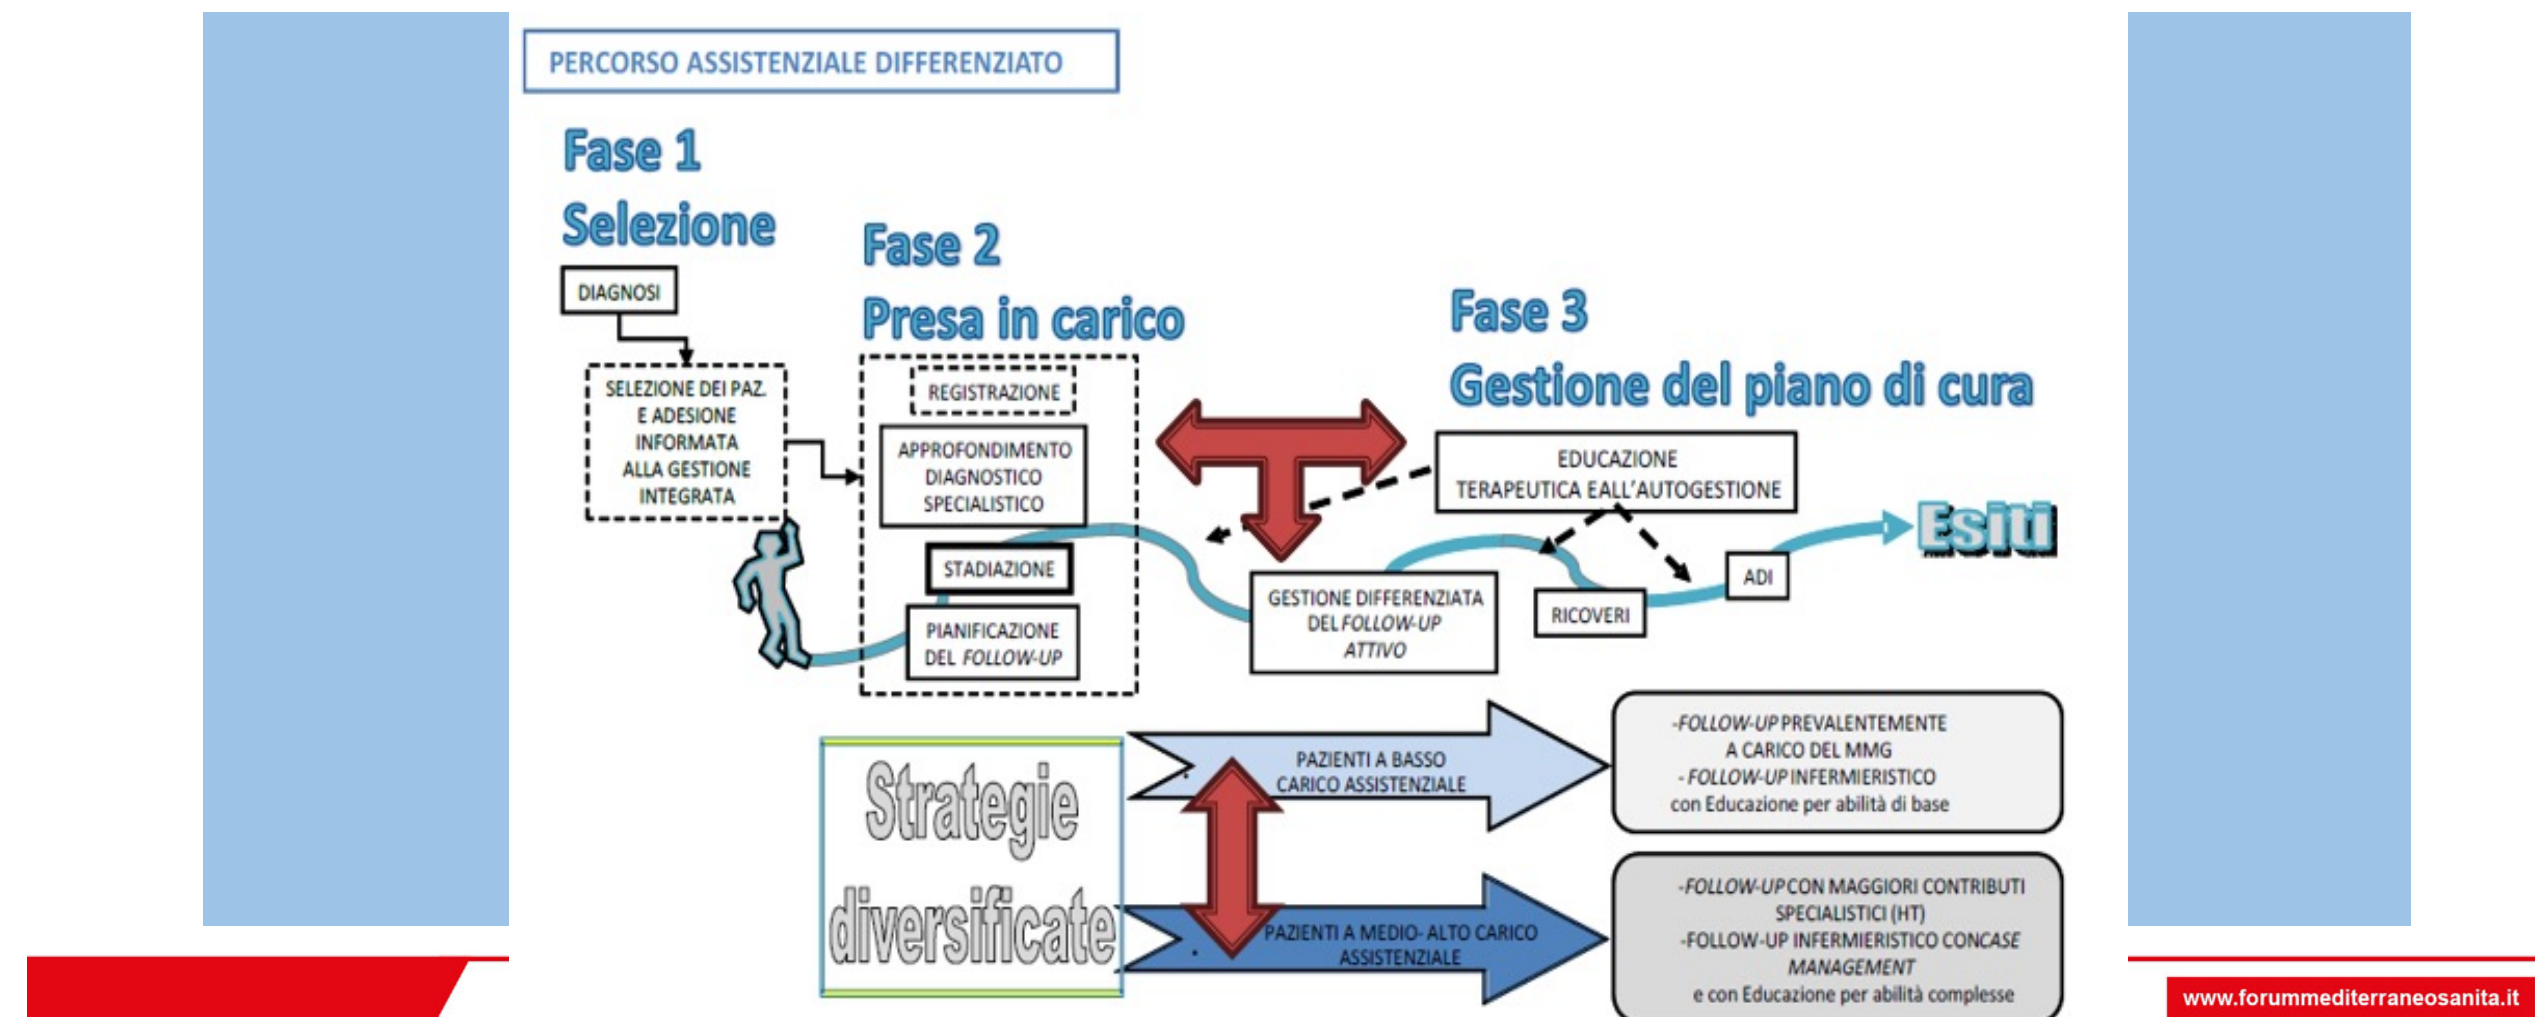 PERCORSO ASSISTENZIALE DIFFERENZIATO
Fase 1
Selezione
DIAGNOSI
SELEZIONE DEI PAZ.
E ADESIONE
INFORMATA
ALLA GESTIONE
INTEGRATA
Fase 2
Presa in carico
REGISTRAZIONE
APPROFONDIMENTO
DIAGNOSTICO
SPECIALISTICO
STADIAZIONE
PIANIFICAZIONE
DEL FOLLOW-UP
Fase 3
Gestione del piano di cura
EDUCAZIONE
TERAPEUTICA EALL'AUTOGESTIONE
GESTIONE DIFFERENZIATA
DEL FOLLOW-UP
ATTIVO
RICOVERI
ADI
Esiti
Strategie
diversificate
PAZIENTI A BASSO
CARICO ASSISTENZIALE
-FOLLOW-UP PREVALENTEMENTE
A CARICO DEL MMG
- FOLLOW-UP INFERMIERISTICO
con Educazione per abilità di base
PAZIENTI A MEDIO- ALTO CARICO
ASSISTENZIALE
-FOLLOW-UP CON MAGGIORI CONTRIBUTI
SPECIALISTICI (HT)
-FOLLOW-UP INFERMIERISTICO CONCASE
MANAGEMENT
e con Educazione per abilità complesse
www.forummediterraneosanita.it